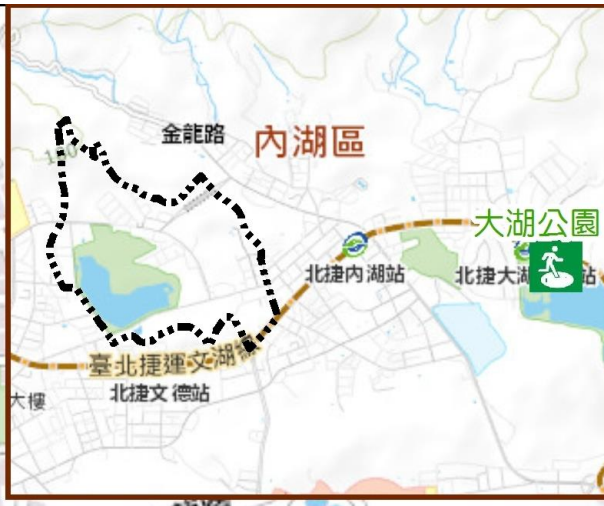 金龍路
內湖區
大湖公園
北捷內湖站
北捷大湖
站
臺北捷運文湖
北捷文德站
大樓